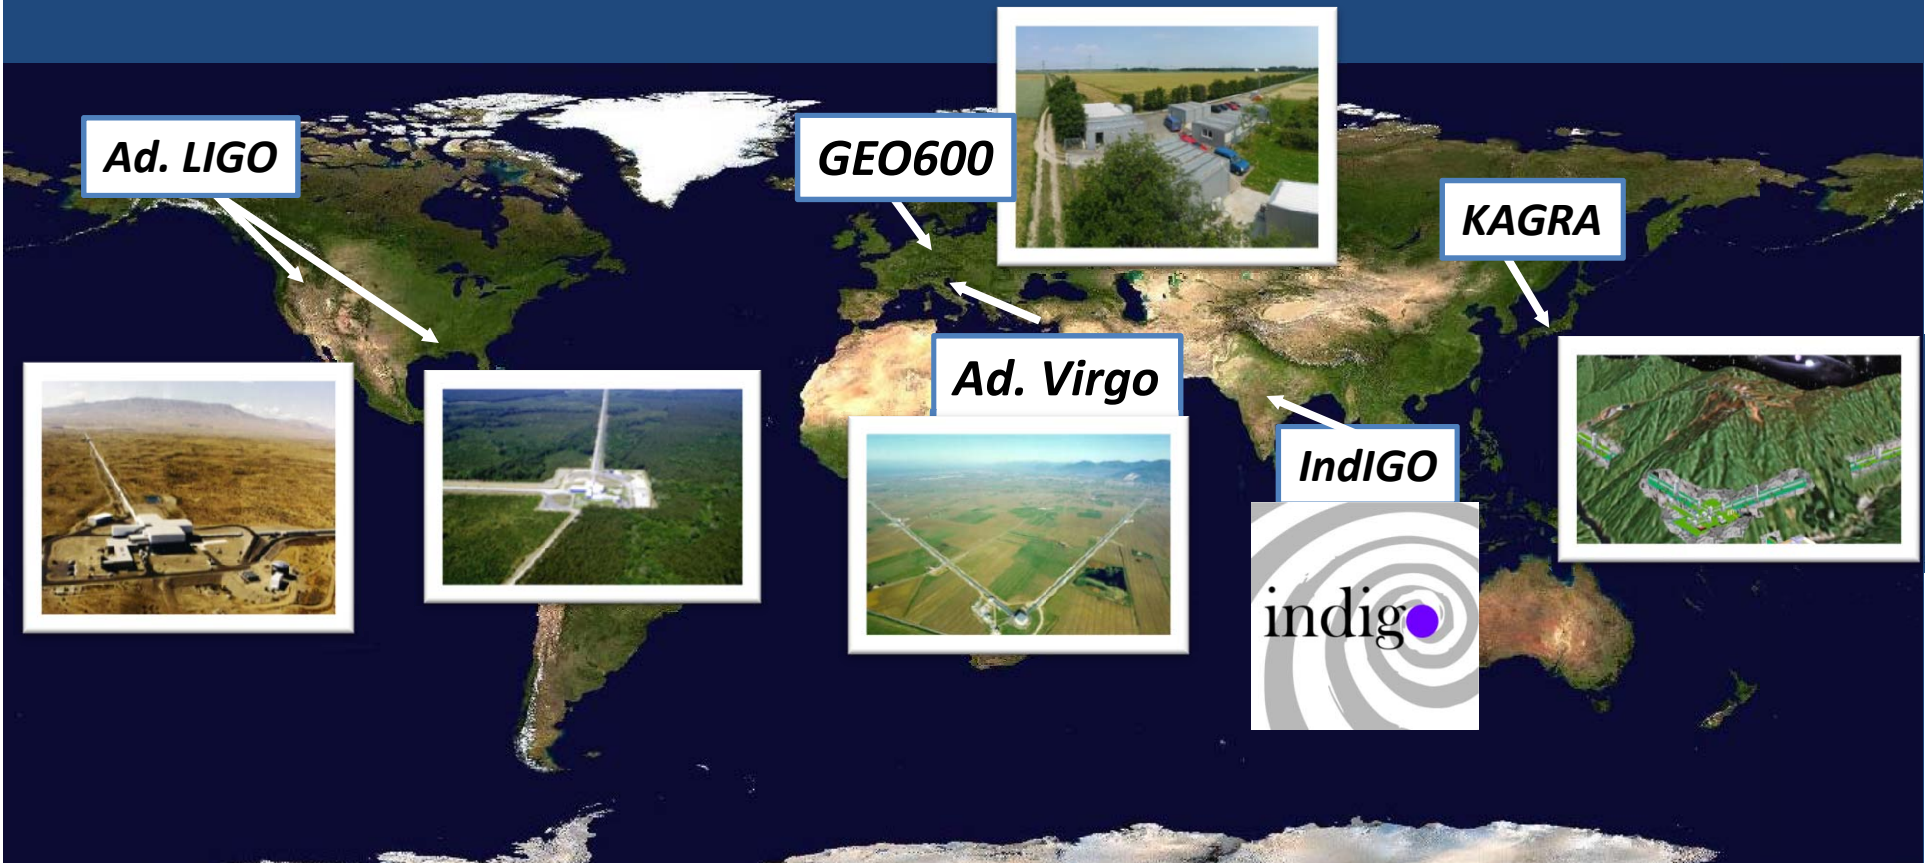 Ad. LIGO
GEO600
KAGRA
Ad. Virgo
IndIGO
indigo